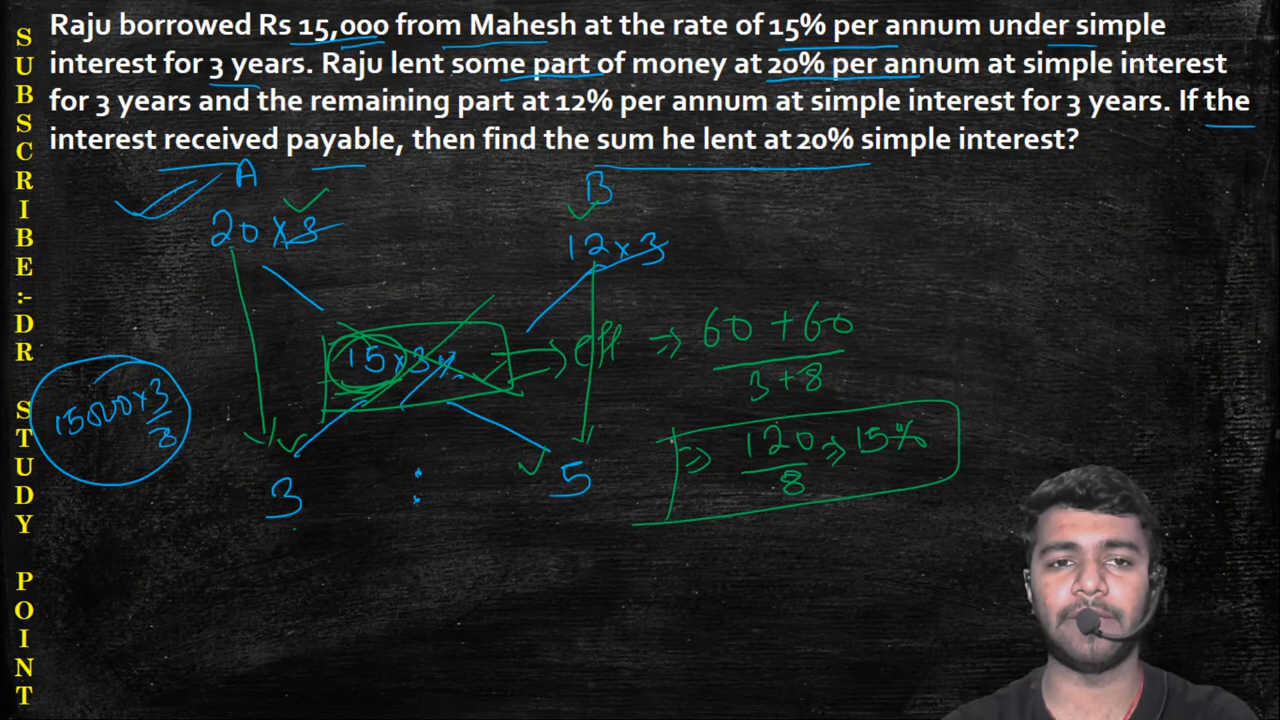 SUBSCRIBE:-DR STUDY POINT
Raju borrowed Rs 15,000 from Mahesh at the rate of 15% per annum under simple
interest for 3 years. Raju lent some part of money at 20% per annum at simple interest
for 3 years and the remaining part at 12% per annum at simple interest for 3 years. If the
interest received payable, then find the sum he lent at 20% simple interest?
A B
20 × 3 12 × 3
15 × 3% eff ⇒ 60 + 60
3 + 8
15000 × 3/8
⇒ 120/8 ⇒ 15%
3 : 5